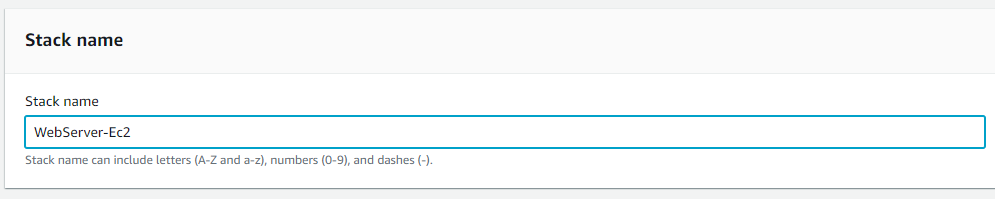 Stack name
Stack name
WebServer-Ec2
Stack name can include letters (A-Z and a-z), numbers (0-9), and dashes (-).